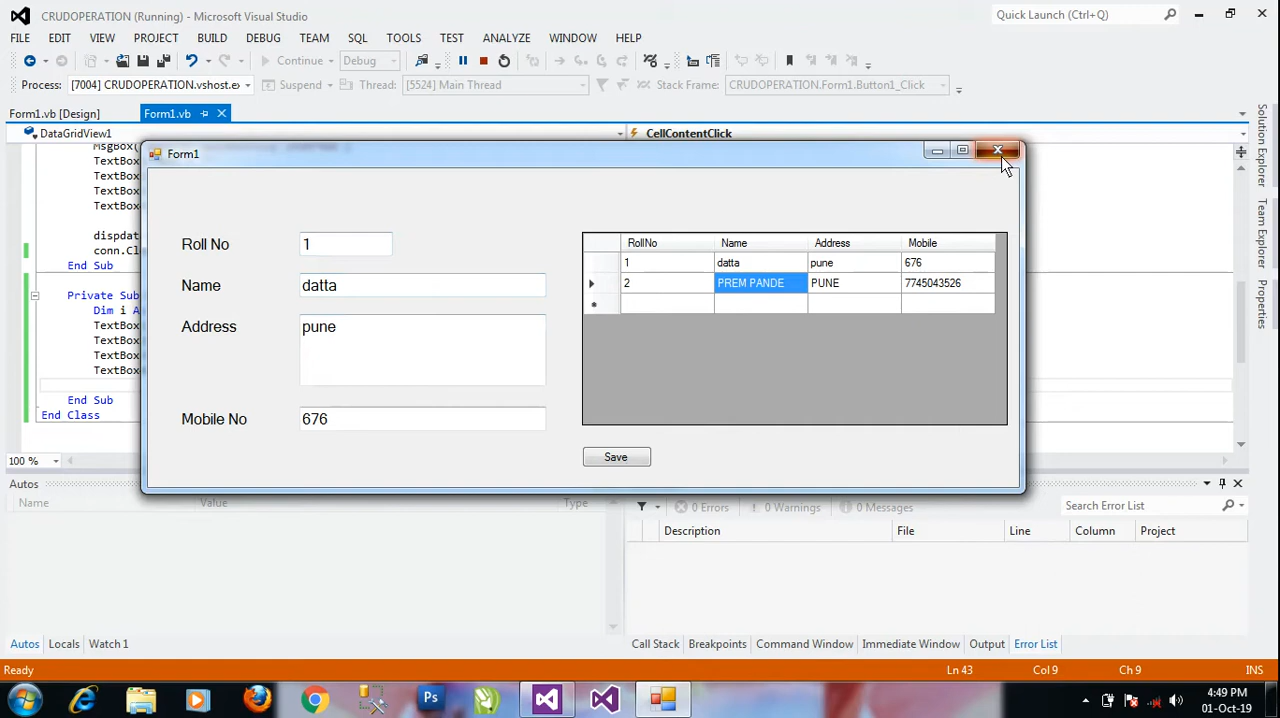 CRUDOPERATION (Running) - Microsoft Visual Studio
Quick Launch (Ctrl+Q)
FILE EDIT VIEW PROJECT BUILD DEBUG TEAM SQL TOOLS TEST ANALYZE WINDOW HELP
Continue Debug
Process: [7004] CRUDOPERATION.vshost.ex Suspend Thread: [5524] Main Thread Stack Frame: CRUDOPERATION.Form1.Button1_Click
Form1.vb [Design] Form1.vb
DataGridView1 CellContentClick
MsgBox(
TextBox
TextBox
TextBox
TextBox
dispdat
conn.Cl
End Sub
Private Sub
Dim i A
TextBox
TextBox
TextBox
TextBox
End Sub
End Class
100 %
Form1
Roll No 1
Name datta
Address pune
Mobile No 676
RollNo Name Address Mobile
1 datta pune 676
2 PREM PANDE PUNE 7745043526
Save
Solution Explorer
Team Explorer
Properties
Autos
Name Value Type
0 Errors 0 Warnings 0 Messages
Search Error List
Description File Line Column Project
Autos Locals Watch 1
Call Stack Breakpoints Command Window Immediate Window Output Error List
Ready Ln 43 Col 9 Ch 9 INS
Ps
4:49 PM
01-Oct-19